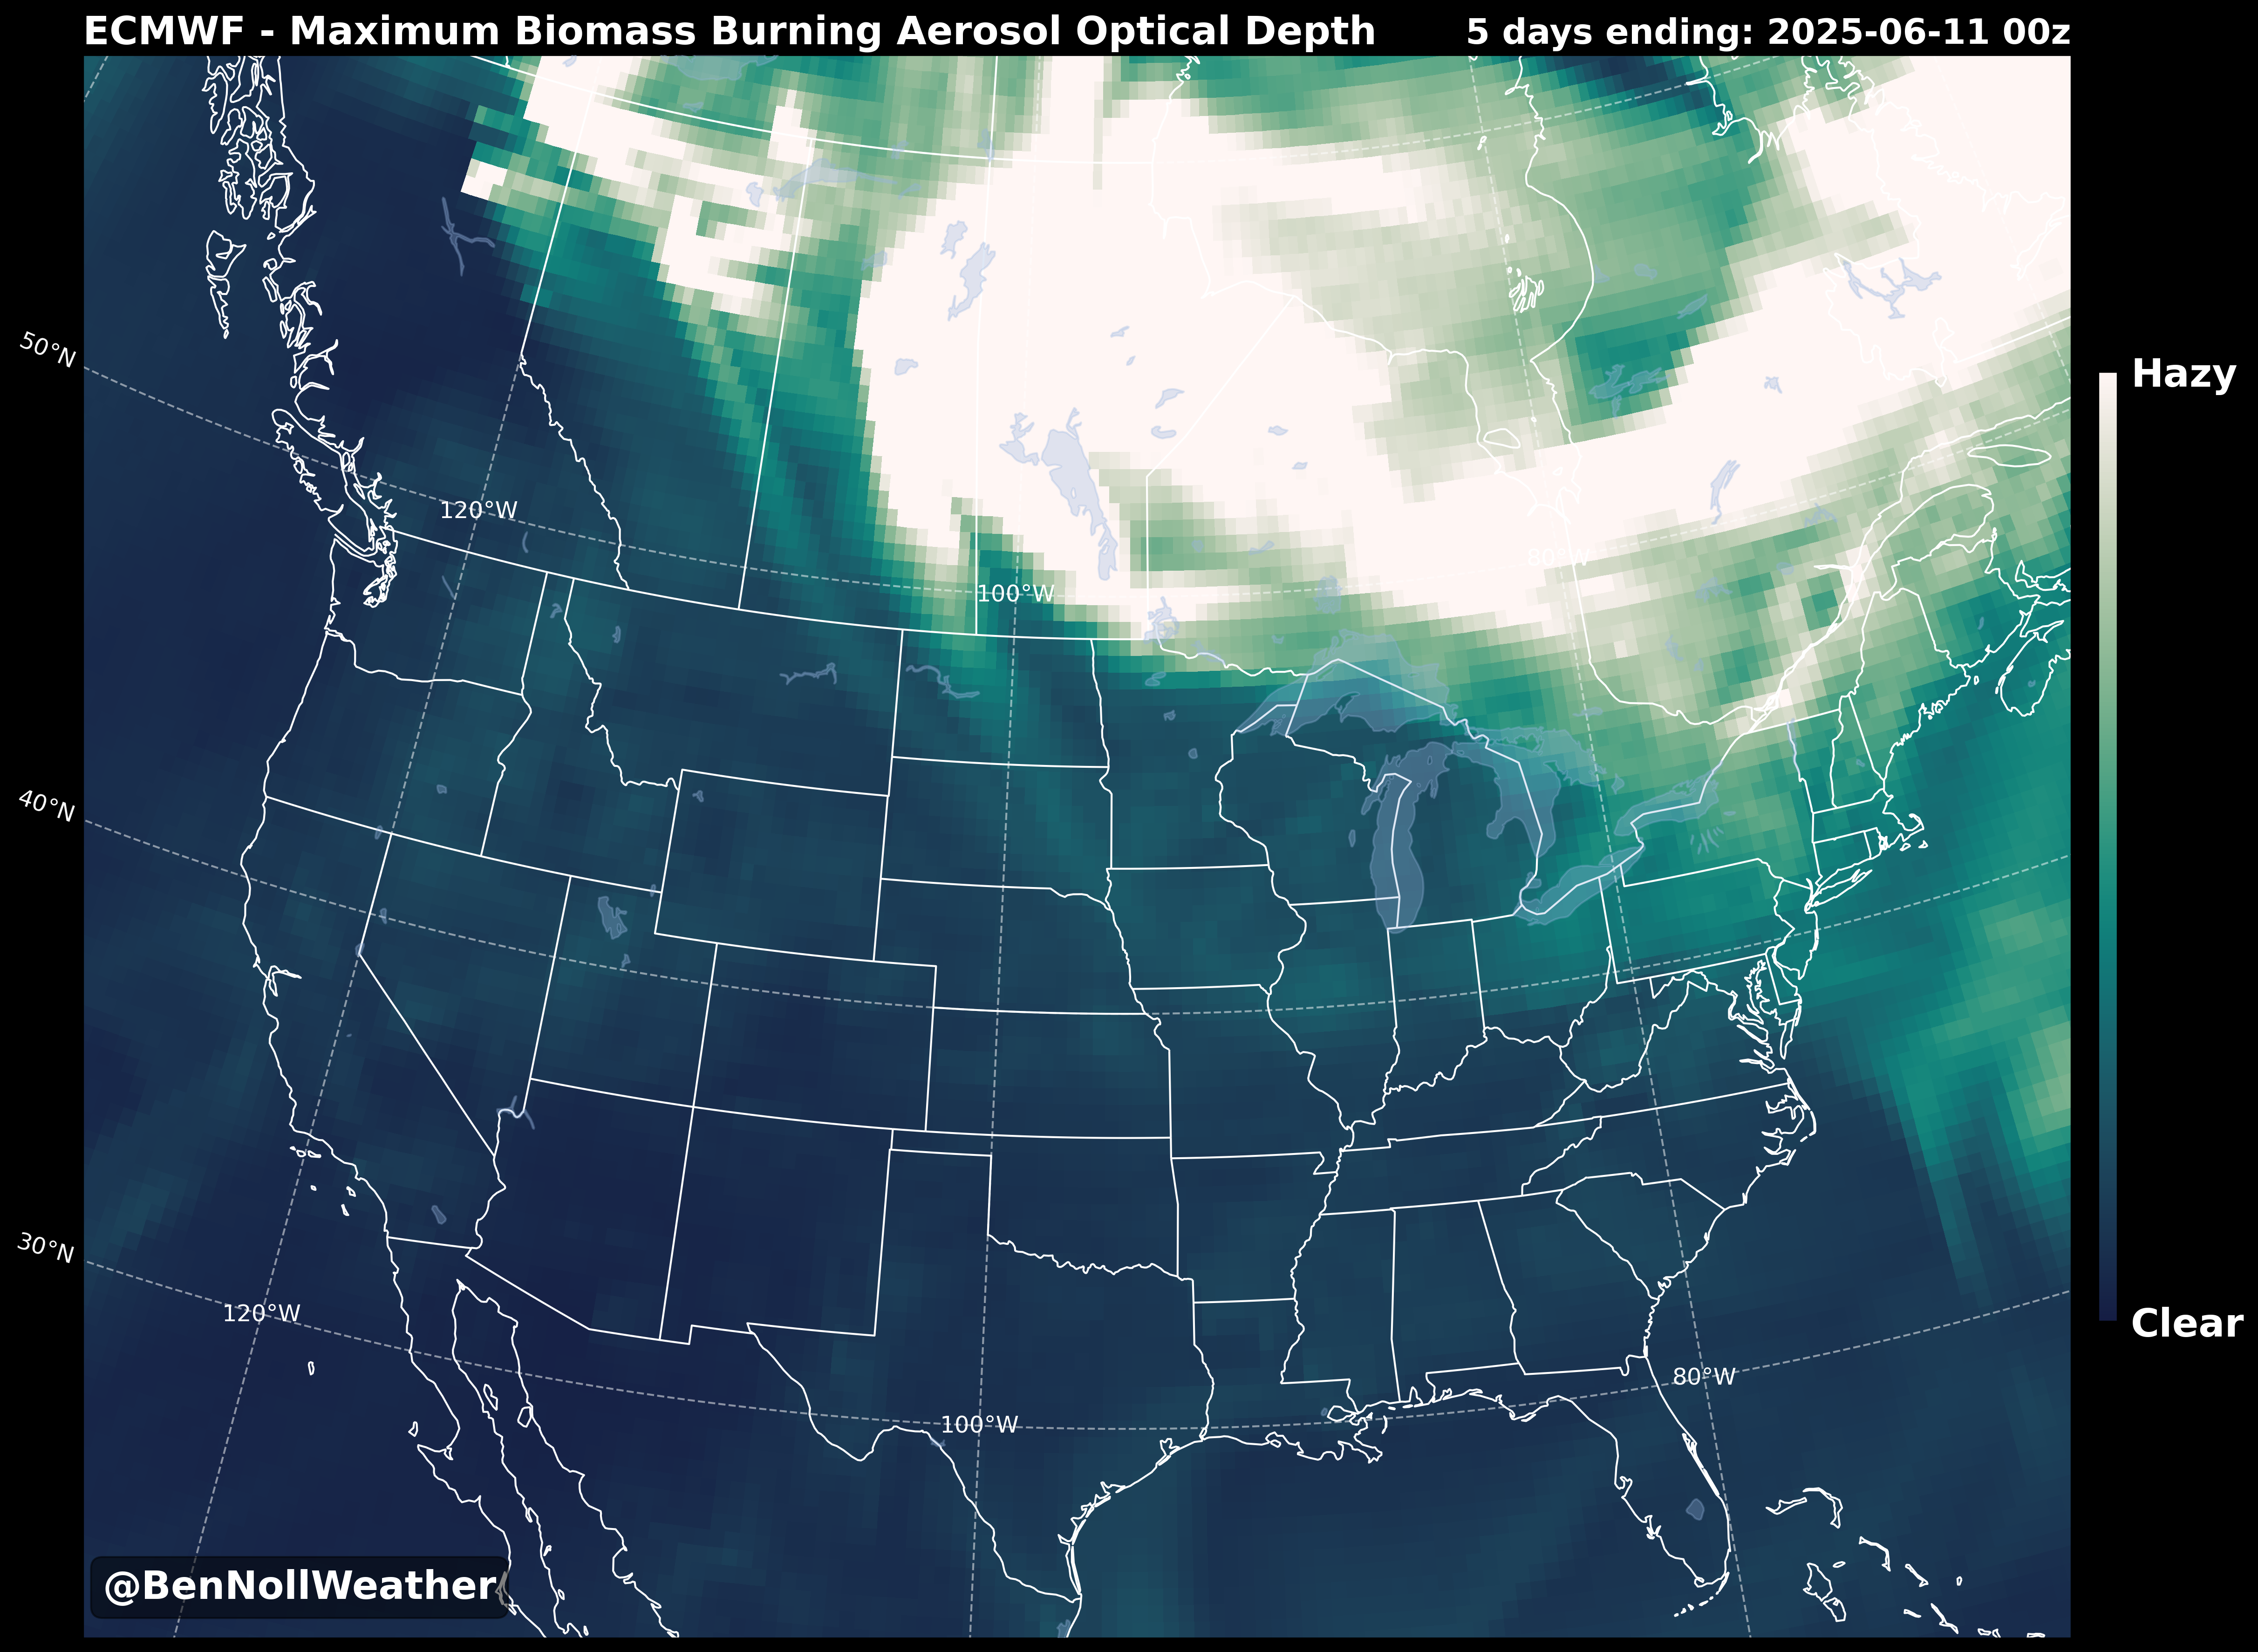 ECMWF - Maximum Biomass Burning Aerosol Optical Depth
5 days ending: 2025-06-11 00z
50°N
Hazy
120°W
80°W
100°W
40°N
30°N
120°W
Clear
80°W
100°W
@BenNollWeather